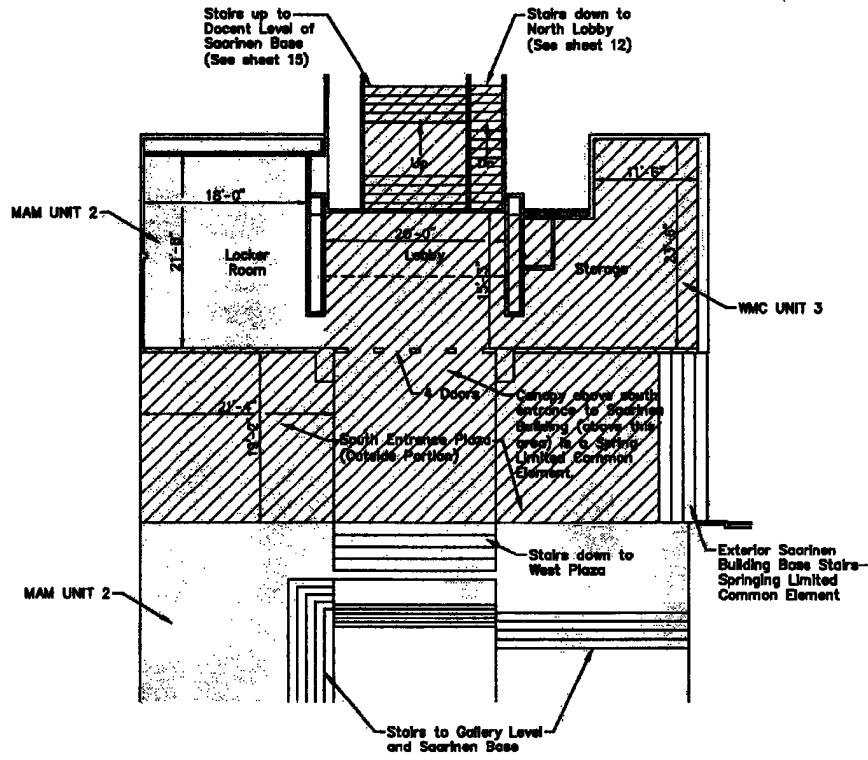 Stairs up to
Docent Level of
Saarinen Base
(See sheet 15)
Stairs down to
North Lobby
(See sheet 12)
Up
MAM UNIT 2
18'-0"
21'-8"
Locker
Room
Lobby
11'-6"
Storage
WMC UNIT 3
4 Doors
21'-4"
South Entrance Plaza
(Outside Portion)
Canopy above south
entrance to Saarinen
Building (above this
area) is a Spring
Limited Common
Element.
Stairs down to
West Plaza
Exterior Saarinen
Building Base Stairs-
Springing Limited
Common Element
MAM UNIT 2
Stairs to Gallery Level
and Saarinen Base